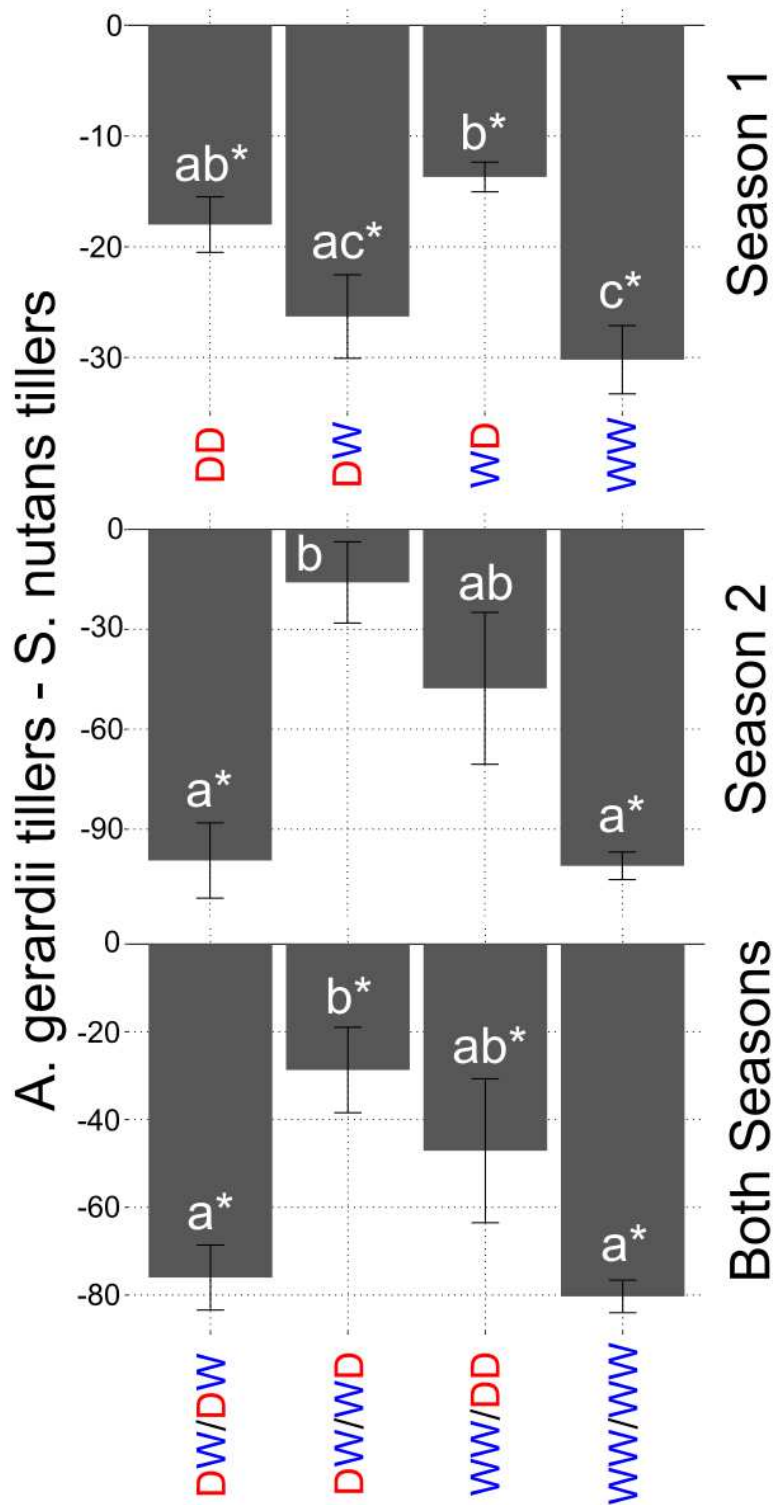 A. gerardii tillers - S. nutans tillers
0
-10
-20
-30
ab*
ac*
b*
c*
DD
DW
WD
WW
Season 1
0
-30
-60
-90
a*
b
ab
a*
Season 2
0
-20
-40
-60
-80
a*
b*
ab*
a*
DW/DW
DW/WD
WW/DD
WW/WW
Both Seasons